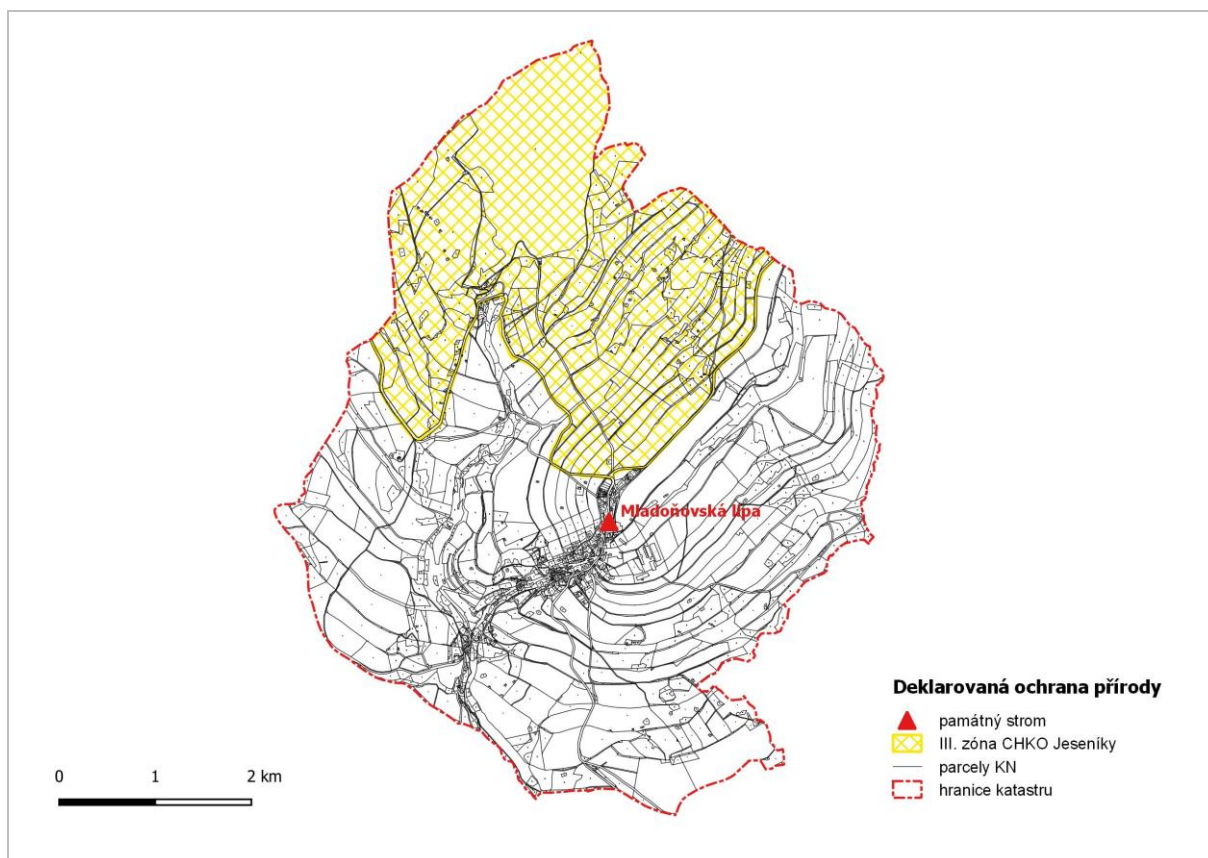 Mladoňovská lípa
Deklarovaná ochrana přírody
památný strom
III. zóna CHKO Jeseníky
parcely KN
hranice katastru
0 1 2 km